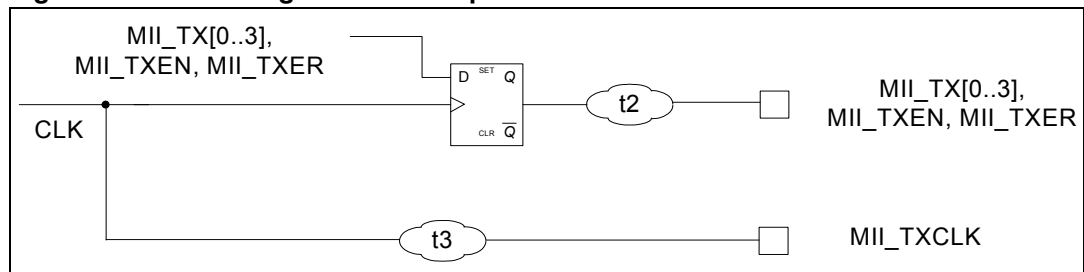 MII_TX[0..3],
MII_TXEN, MII_TXER
D SET Q
CLR Q
CLK
t2
MII_TX[0..3],
MII_TXEN, MII_TXER
t3
MII_TXCLK